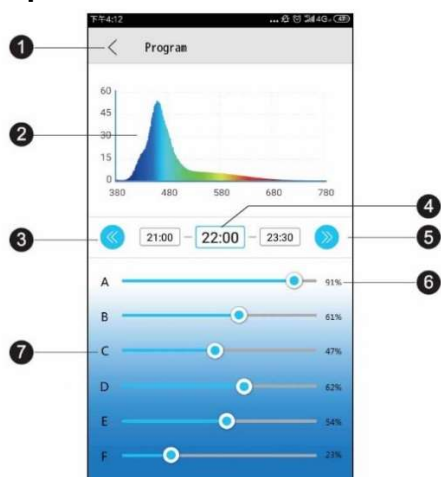 下午4:12 ... 4G
1 Program
60
45
2 30
15
0
380 480 580 680 780
4
3 21:00 - 22:00 - 23:30 5
A 91% 6
B 61%
7 C 47%
D 62%
E 54%
F 23%